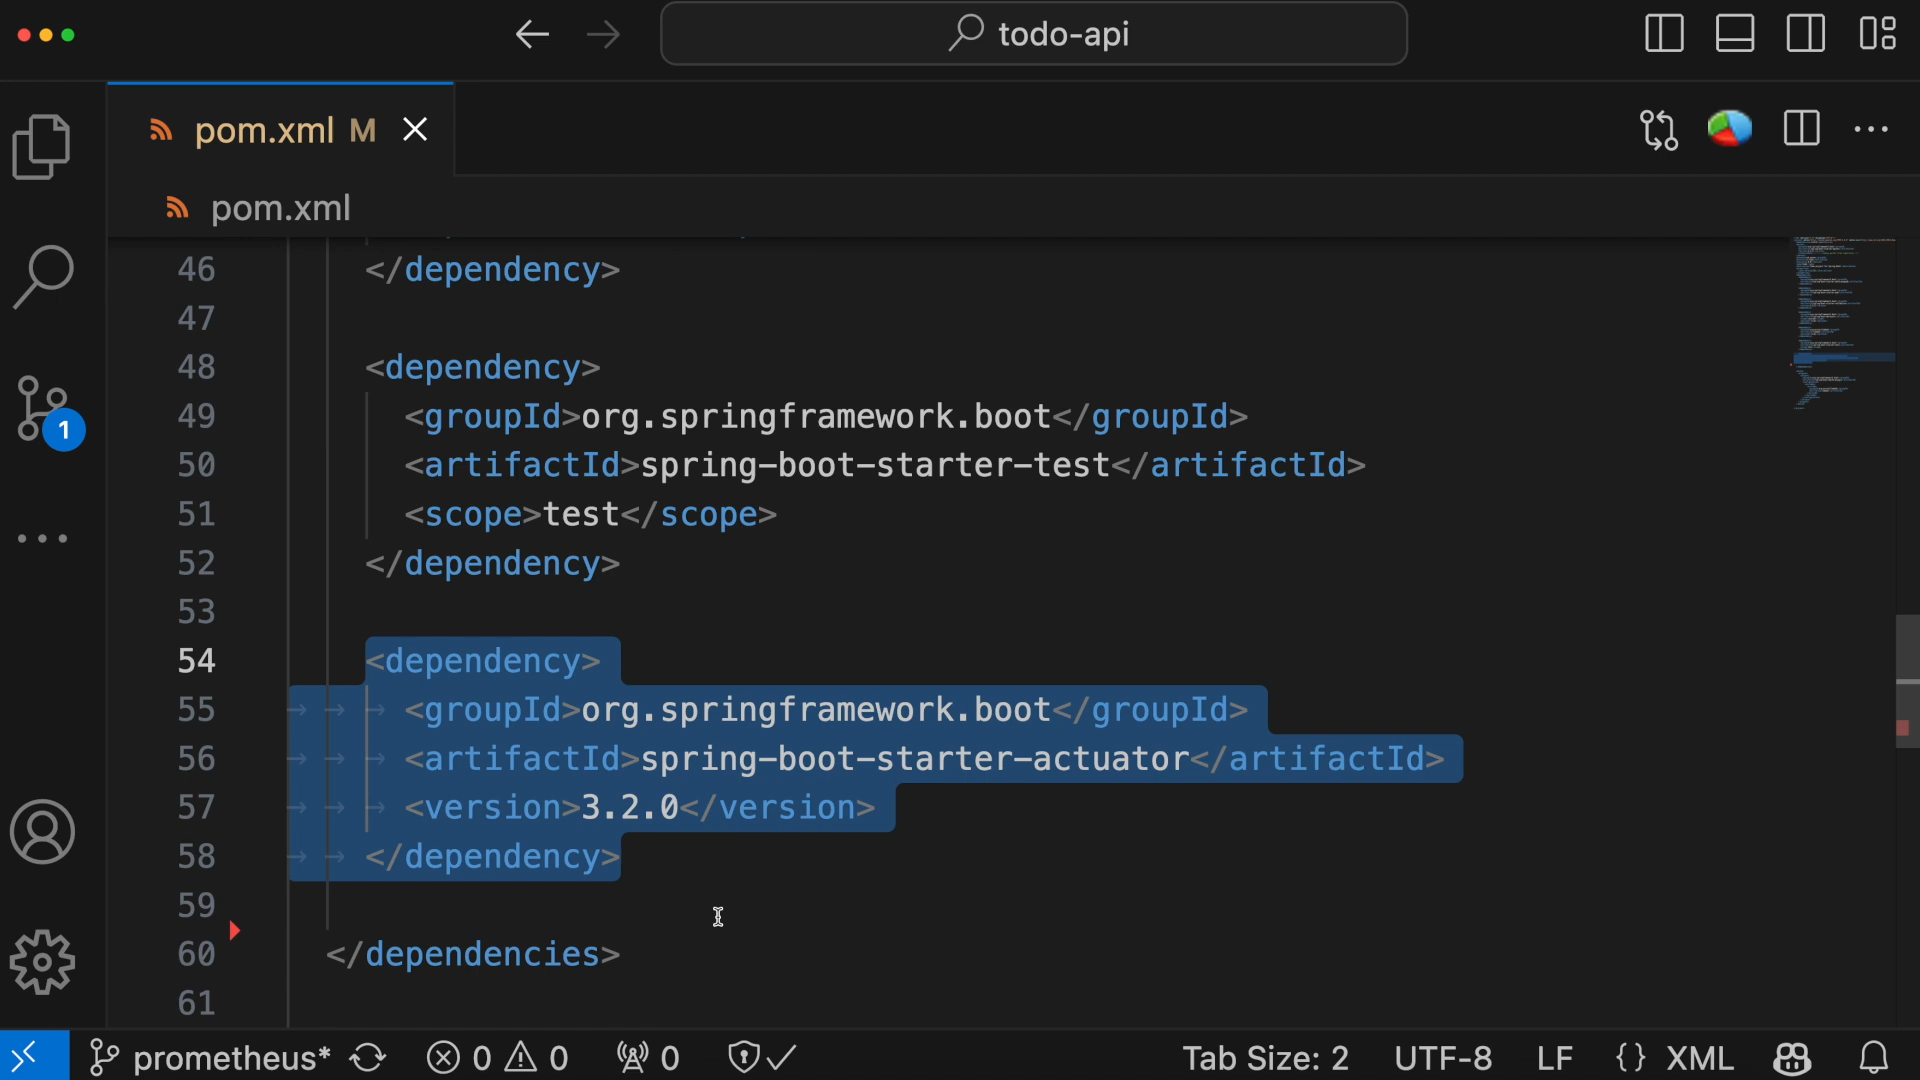 todo-api
pom.xml M
pom.xml
46 </dependency>
47
48 <dependency>
49 <groupId>org.springframework.boot</groupId>
50 <artifactId>spring-boot-starter-test</artifactId>
51 <scope>test</scope>
52 </dependency>
53
54 <dependency>
55 <groupId>org.springframework.boot</groupId>
56 <artifactId>spring-boot-starter-actuator</artifactId>
57 <version>3.2.0</version>
58 </dependency>
59
60 </dependencies>
61
1
prometheus* 0 0 0 Tab Size: 2 UTF-8 LF {} XML